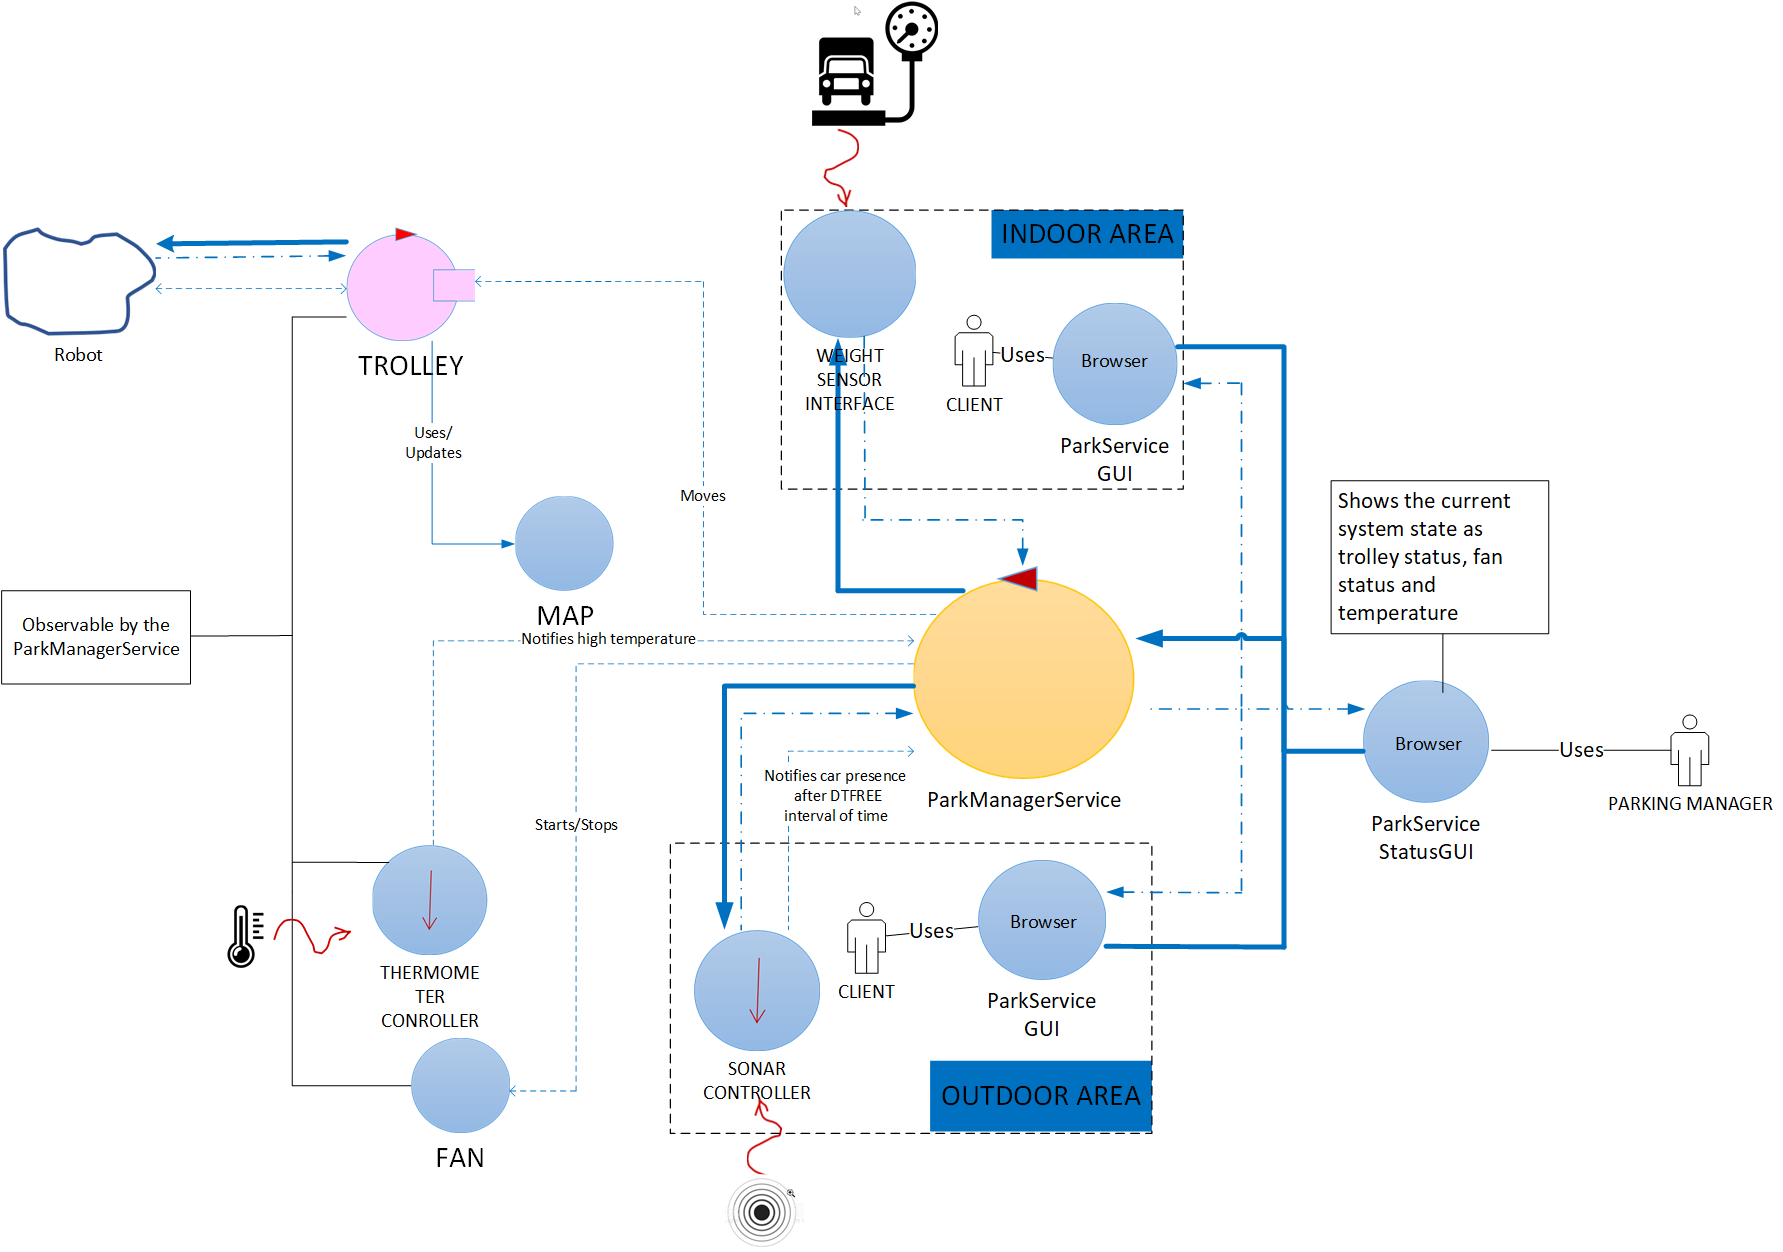 INDOOR AREA
Robot
TROLLEY
WEIGHT
SENSOR
INTERFACE
CLIENT
Uses
Browser
ParkService
GUI
Uses/
Updates
Moves
MAP
Shows the current
system state as
trolley status, fan
status and
temperature
Observable by the
ParkManagerService
Notifies high temperature
Notifies car presence
after DTFREE
interval of time
ParkManagerService
Starts/Stops
Browser
Uses
PARKING MANAGER
ParkService
StatusGUI
THERMOME
TER
CONROLLER
FAN
CLIENT
Uses
Browser
ParkService
GUI
SONAR
CONTROLLER
OUTDOOR AREA